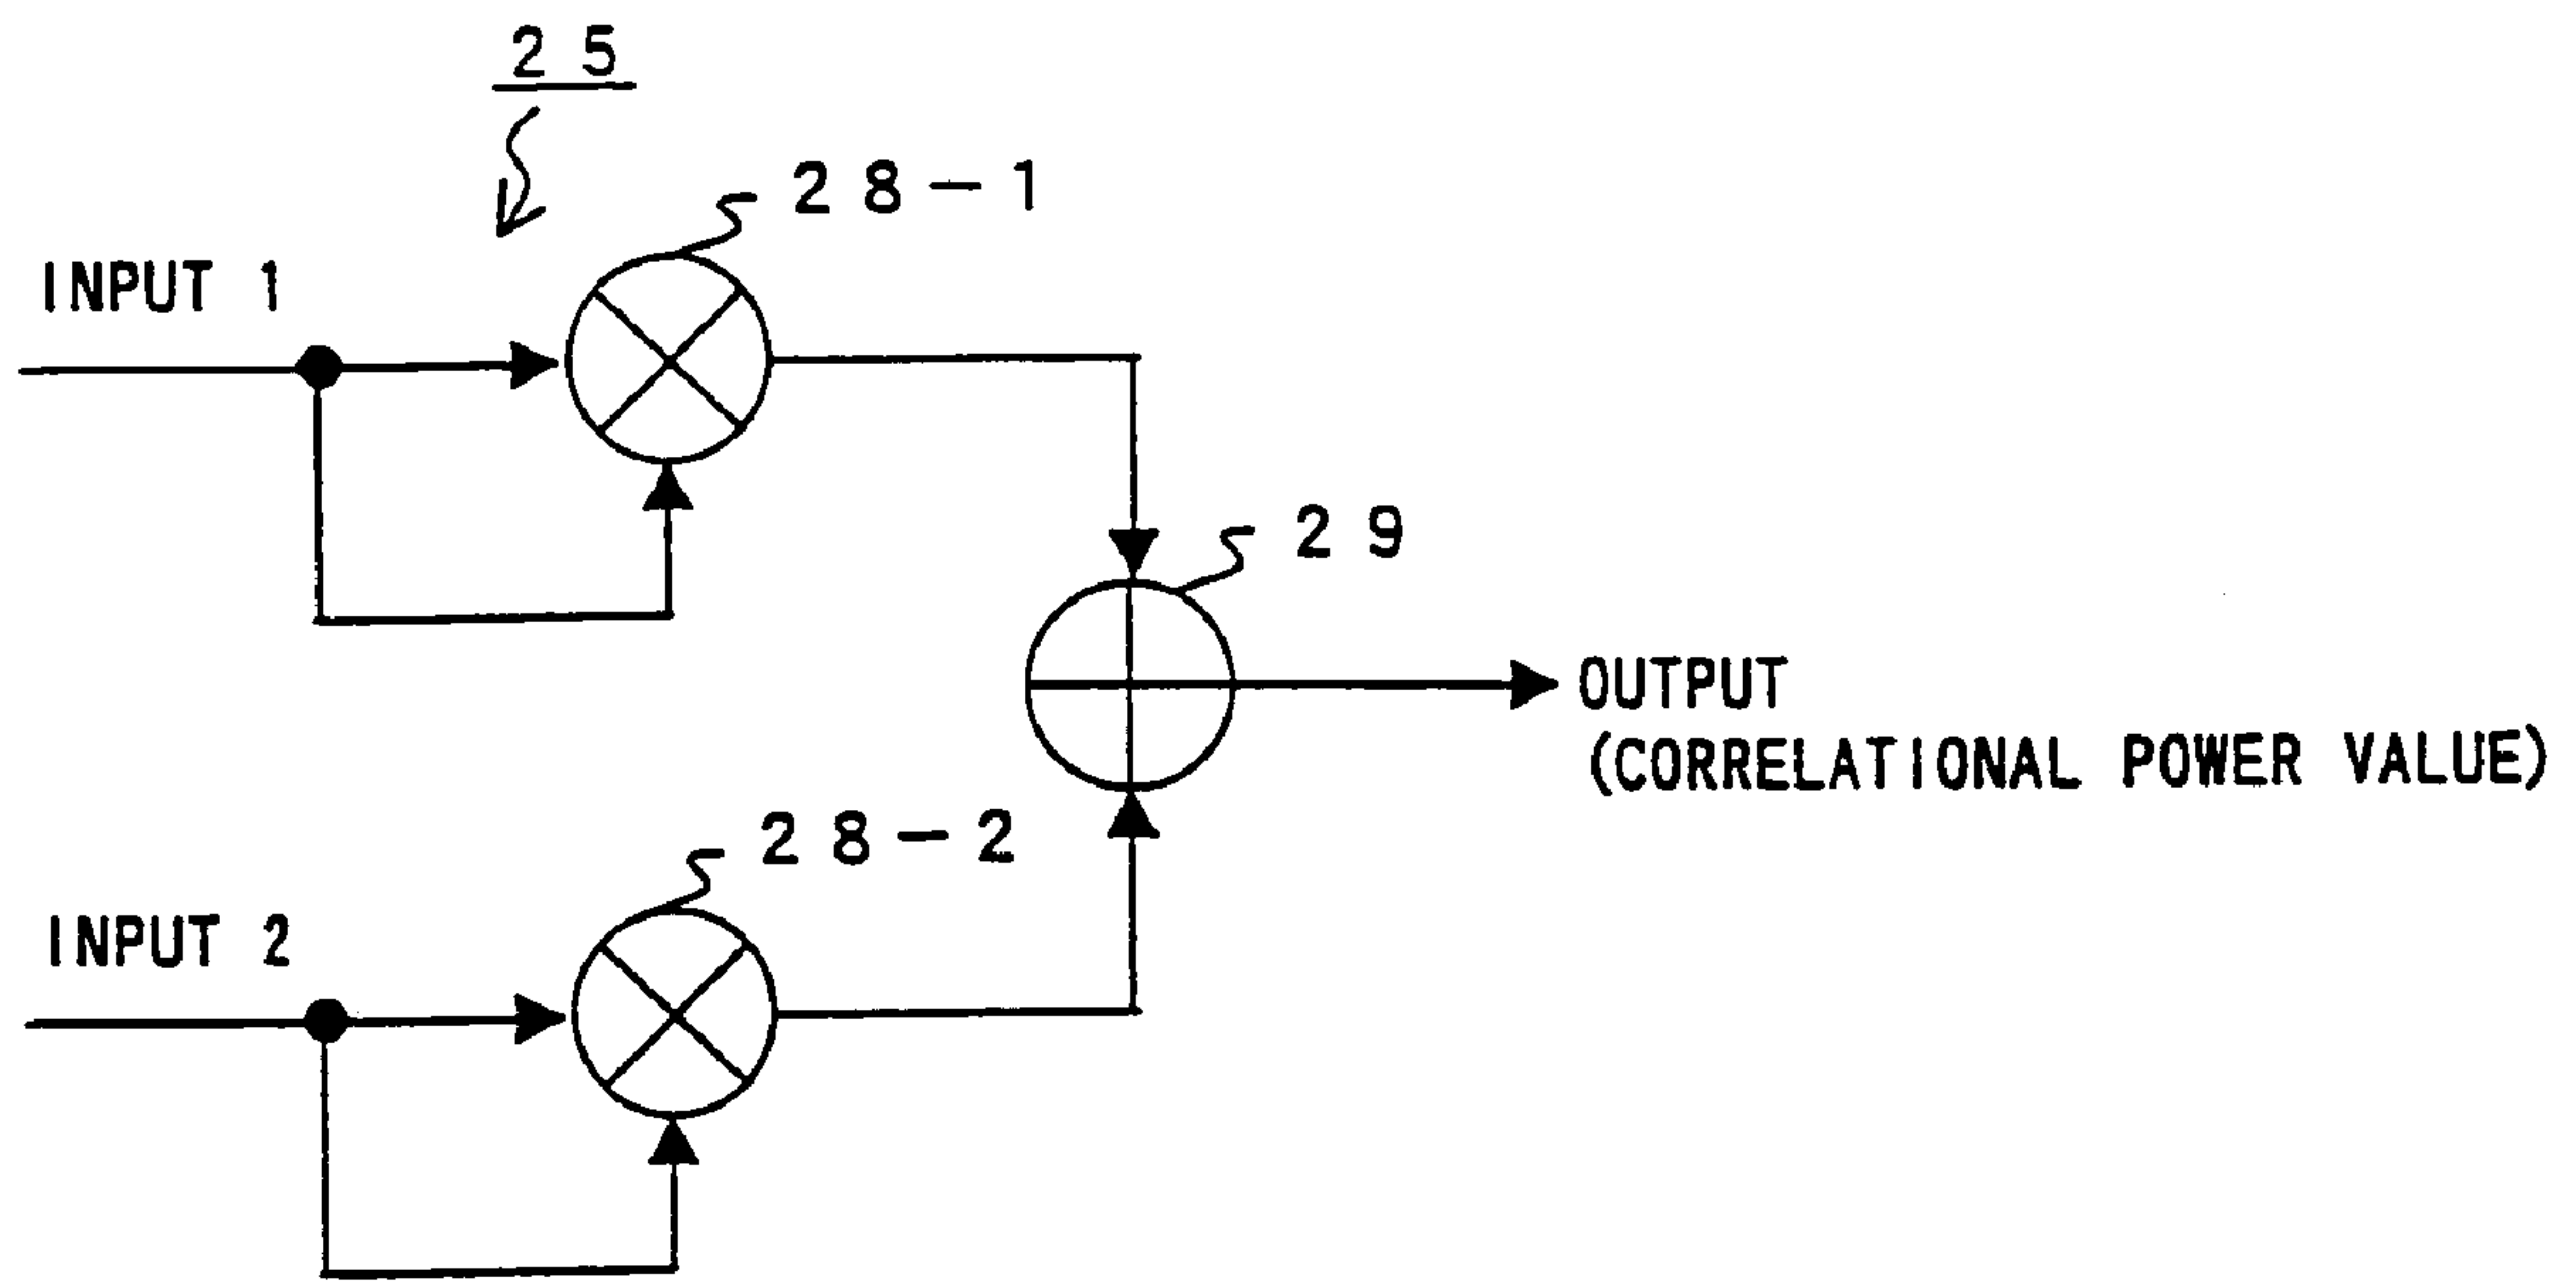 25
28-1
INPUT 1
29
OUTPUT
(CORRELATIONAL POWER VALUE)
28-2
INPUT 2